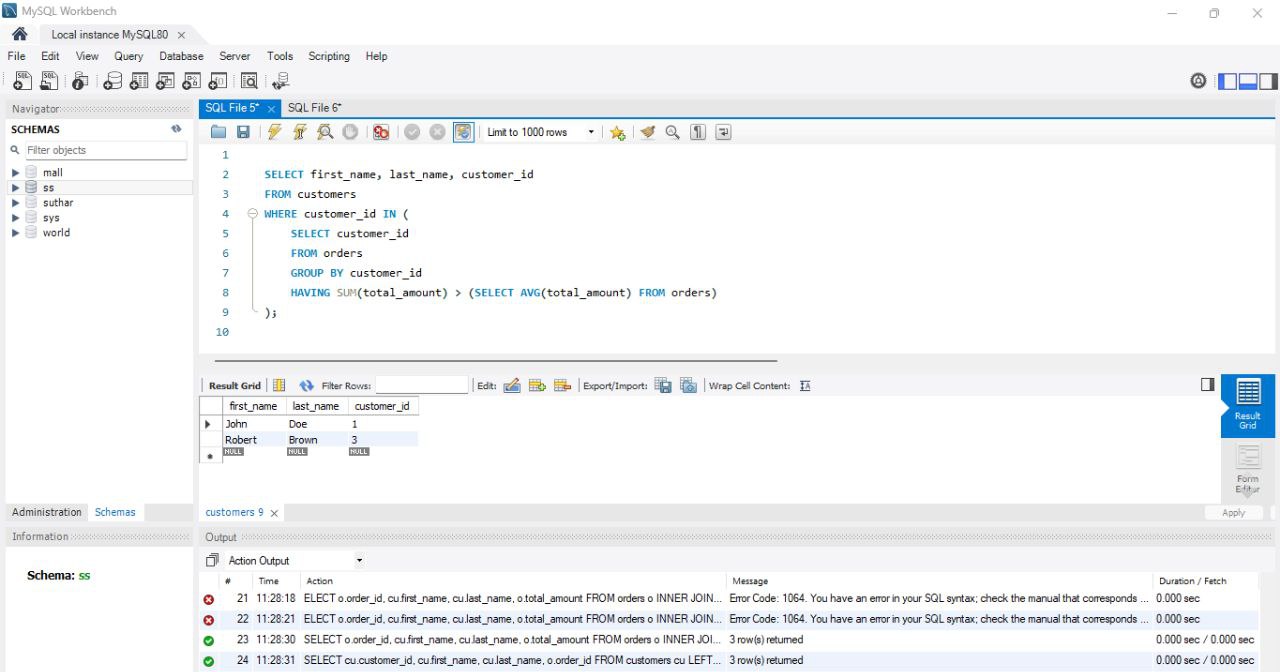 MySQL Workbench
Local instance MySQL80
File Edit View Query Database Server Tools Scripting Help
Navigator
SCHEMAS
Filter objects
mall
ss
suthar
sys
world
Administration Schemas
Information
Schema: ss
SQL File 5* SQL File 6*
Limit to 1000 rows
1
2 SELECT first_name, last_name, customer_id
3 FROM customers
4 WHERE customer_id IN (
5 SELECT customer_id
6 FROM orders
7 GROUP BY customer_id
8 HAVING SUM(total_amount) > (SELECT AVG(total_amount) FROM orders)
9 );
10
Result Grid Filter Rows: Edit: Export/Import: Wrap Cell Content:
first_name last_name customer_id
John Doe 1
Robert Brown 3
NULL NULL NULL
Result Grid
Form Editor
customers 9
Apply
Output
Action Output
# Time Action Message Duration / Fetch
21 11:28:18 ELECT o.order_id, cu.first_name, cu.last_name, o.total_amount FROM orders o INNER JOIN... Error Code: 1064. You have an error in your SQL syntax; check the manual that corresponds ... 0.000 sec
22 11:28:21 ELECT o.order_id, cu.first_name, cu.last_name, o.total_amount FROM orders o INNER JOIN... Error Code: 1064. You have an error in your SQL syntax; check the manual that corresponds ... 0.000 sec
23 11:28:30 SELECT o.order_id, cu.first_name, cu.last_name, o.total_amount FROM orders o INNER JOI... 3 row(s) returned 0.000 sec / 0.000 sec
24 11:28:31 SELECT cu.customer_id, cu.first_name, cu.last_name, o.order_id FROM customers cu LEFT... 3 row(s) returned 0.000 sec / 0.000 sec